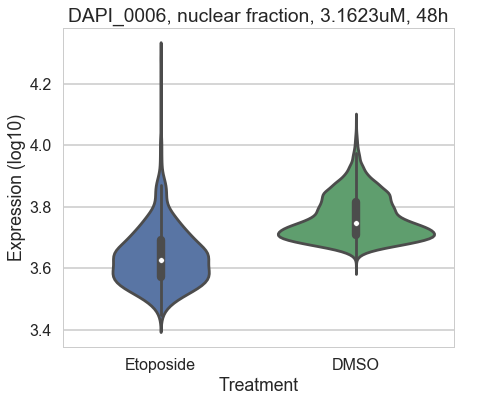 DAPI_0006, nuclear fraction, 3.1623uM, 48h
Expression (log10)
4.2
4.0
3.8
3.6
3.4
Etoposide DMSO
Treatment